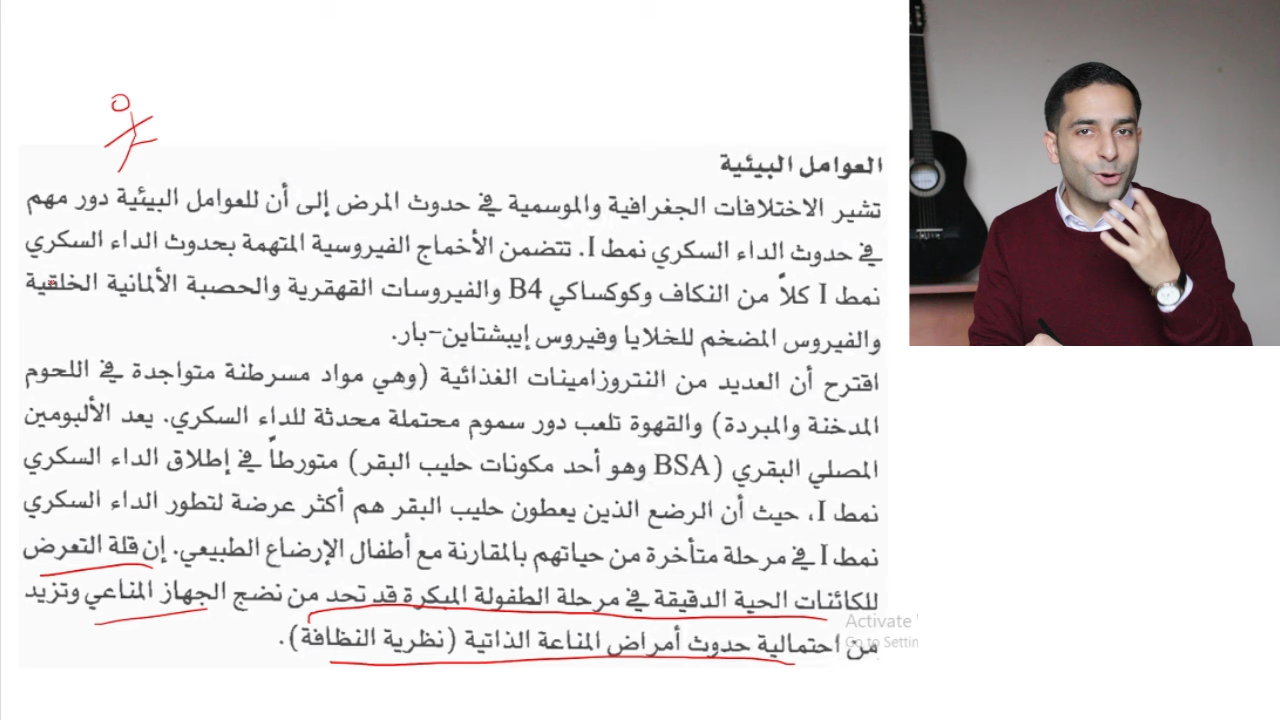 العوامل البيئية
تشير الاختلافات الجغرافية والموسمية في حدوث المرض إلى أن للعوامل البيئية دور مهم
في حدوث الداء السكري نمط I. تتضمن الأخماج الفيروسية المتهمة بحدوث الداء السكري
نمط I كلاً من النكاف وكوكساكي B4 والفيروسات القهقرية والحصبة الألمانية الخلقية
والفيروس المضخم للخلايا وفيروس إيبشتاين-بار.
اقترح أن العديد من النتروزامينات الغذائية (وهي مواد مسرطنة متواجدة في اللحوم
المدخنة والمبردة) والقهوة تلعب دور سموم محتملة محدثة للداء السكري. يعد الألبومين
المصلي البقري (BSA وهو أحد مكونات حليب البقر) متورطاً في إطلاق الداء السكري
نمط I، حيث أن الرضع الذين يعطون حليب البقر هم أكثر عرضة لتطور الداء السكري
نمط I في مرحلة متأخرة من حياتهم بالمقارنة مع أطفال الإرضاع الطبيعي. إن قلة التعرض
للكائنات الحية الدقيقة في مرحلة الطفولة المبكرة قد تحد من نضج الجهاز المناعي وتزيد
من احتمالية حدوث أمراض المناعة الذاتية (نظرية النظافة).
Activate
Go to Settin